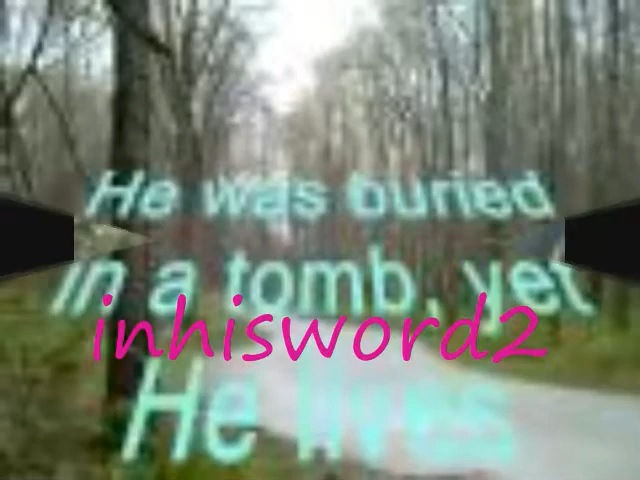 He was buried
in a tomb, yet
inhisword2
He lives